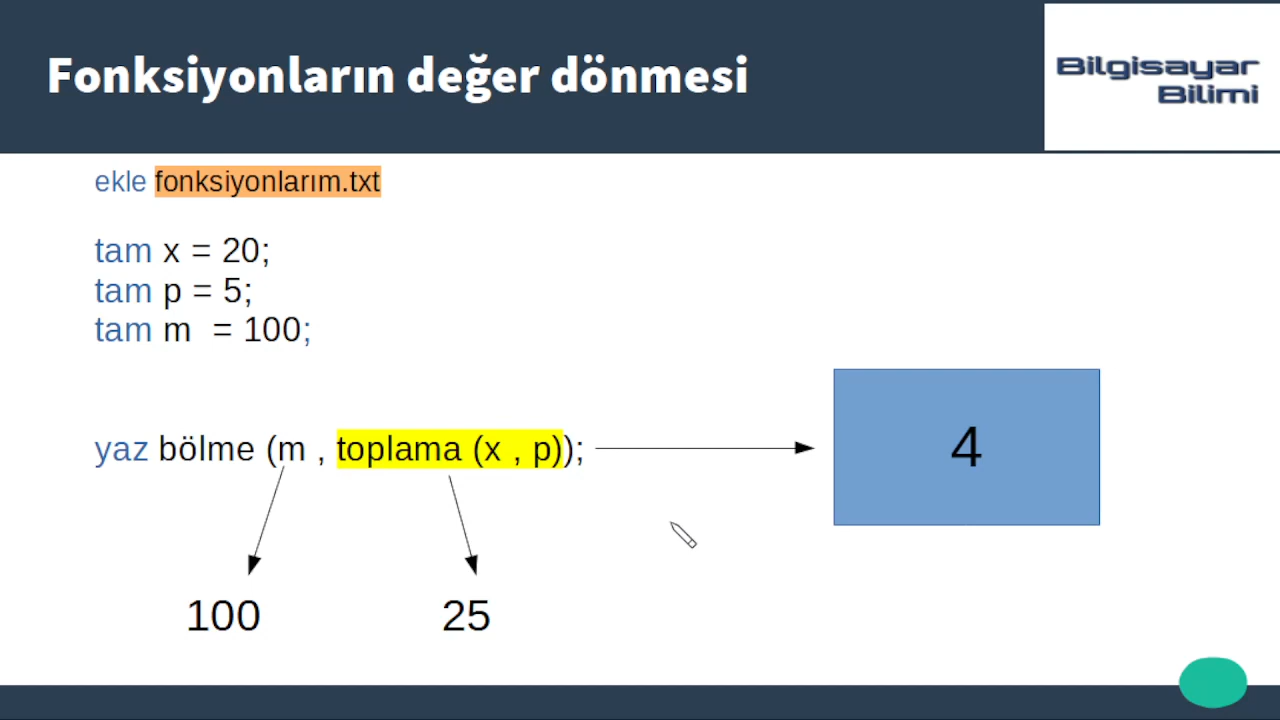 Fonksiyonların değer dönmesi
Bilgisayar
Bilimi
ekle fonksiyonlarım.txt
tam x = 20;
tam p = 5;
tam m = 100;
yaz bölme (m , toplama (x , p));
4
100
25